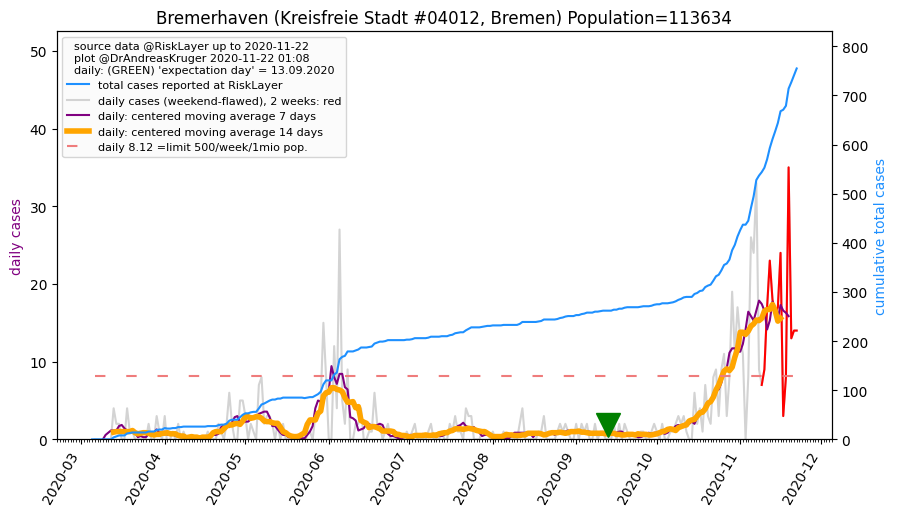 Bremerhaven (Kreisfreie Stadt #04012, Bremen) Population=113634
source data @RiskLayer up to 2020-11-22
plot @DrAndreasKruger 2020-11-22 01:08
daily: (GREEN) 'expectation day' = 13.09.2020
total cases reported at RiskLayer
daily cases (weekend-flawed), 2 weeks: red
daily: centered moving average 7 days
daily: centered moving average 14 days
daily 8.12 =limit 500/week/1mio pop.
daily cases
50
40
30
20
10
0
cumulative total cases
800
700
600
500
400
300
200
100
0
2020-03
2020-04
2020-05
2020-06
2020-07
2020-08
2020-09
2020-10
2020-11
2020-12